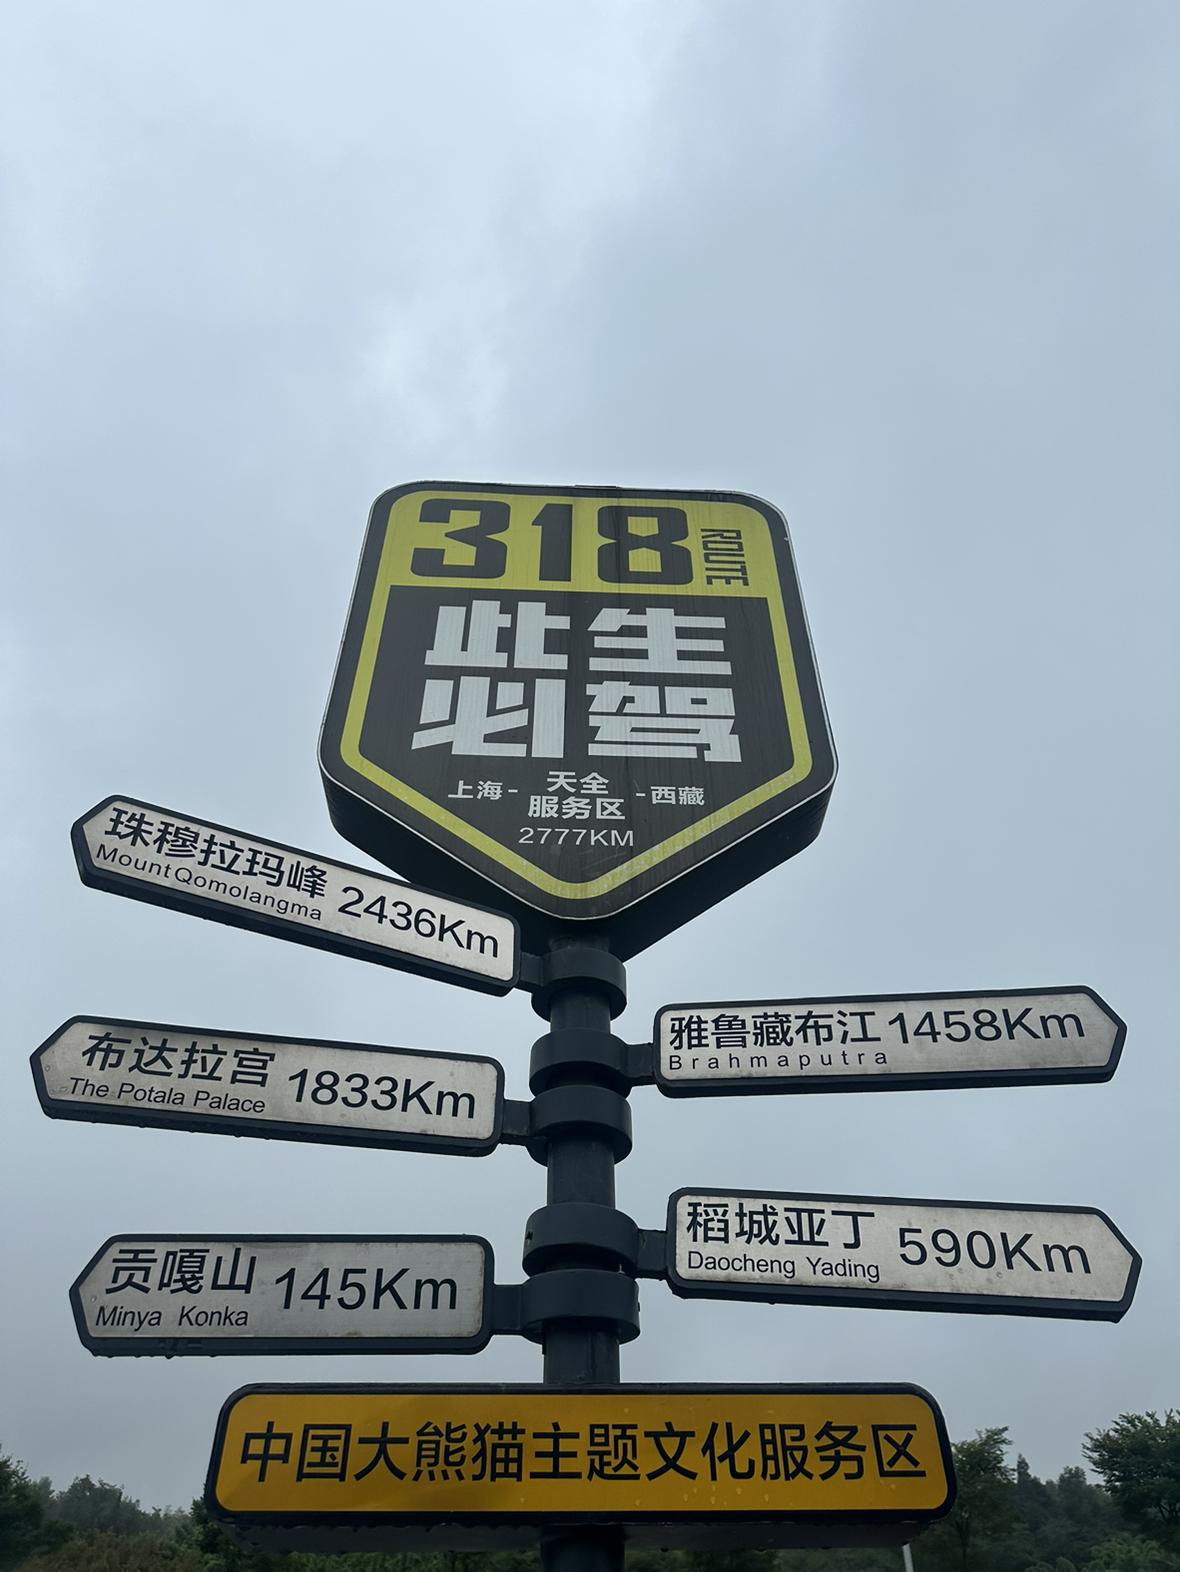 318 ROUTE
此生
必驾
上海-天全服务区-西藏
2777KM
珠穆拉玛峰 2436Km
Mount Qomolangma
雅鲁藏布江 1458Km
Brahmaputra
布达拉宫 1833Km
The Potala Palace
稻城亚丁 590Km
Daocheng Yading
贡嘎山 145Km
Minya Konka
中国大熊猫主题文化服务区